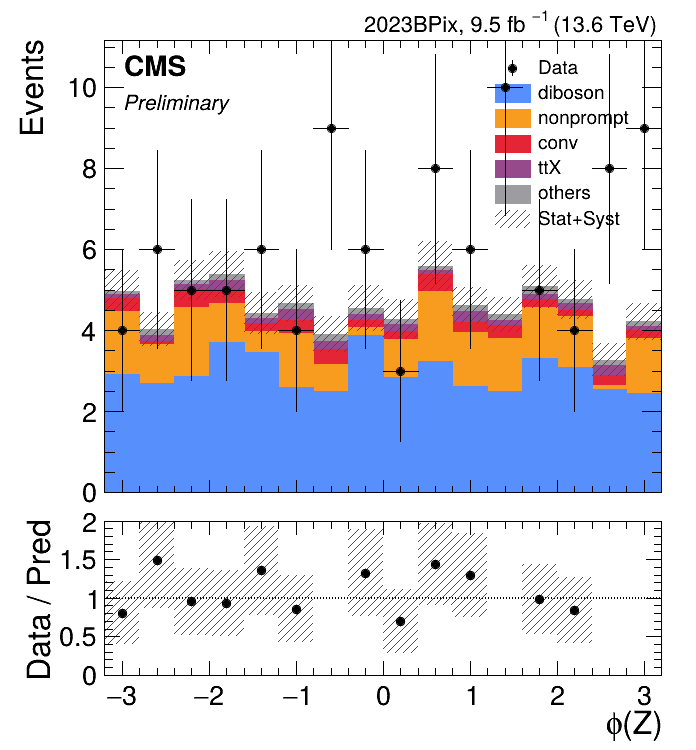 2023BPix, 9.5 fb⁻¹ (13.6 TeV)
Events
CMS
Preliminary
Data
diboson
nonprompt
conv
ttX
others
Stat+Syst
10
8
6
4
2
0
Data / Pred
2
1.5
1
0.5
0
−3 −2 −1 0 1 2 3
ϕ(Z)